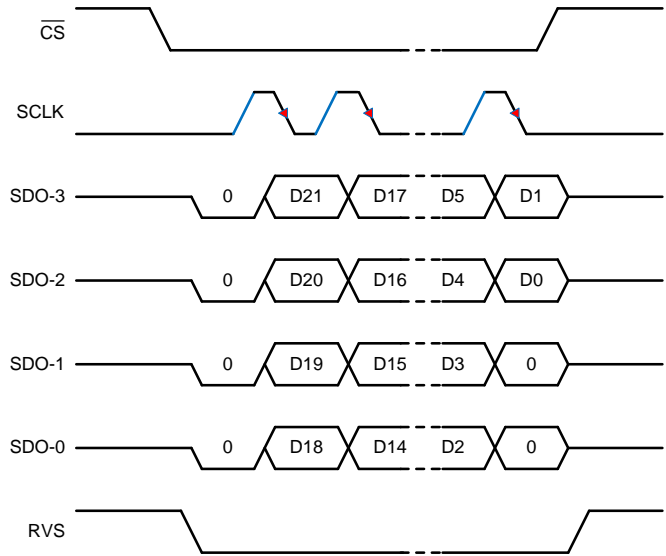 CS
SCLK
SDO-3 0 D21 D17 D5 D1
SDO-2 0 D20 D16 D4 D0
SDO-1 0 D19 D15 D3 0
SDO-0 0 D18 D14 D2 0
RVS